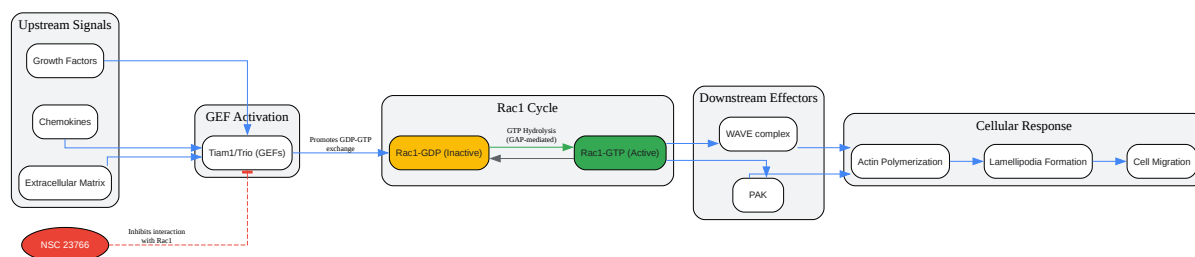 Upstream Signals
Growth Factors
Chemokines
Extracellular Matrix
NSC 23766
Inhibits interaction
with Rac1
GEF Activation
Tiam1/Trio (GEFs)
Promotes GDP-GTP
exchange
Rac1 Cycle
Rac1-GDP (Inactive)
GTP Hydrolysis
(GAP-mediated)
Rac1-GTP (Active)
Downstream Effectors
WAVE complex
PAK
Cellular Response
Actin Polymerization
Lamellipodia Formation
Cell Migration